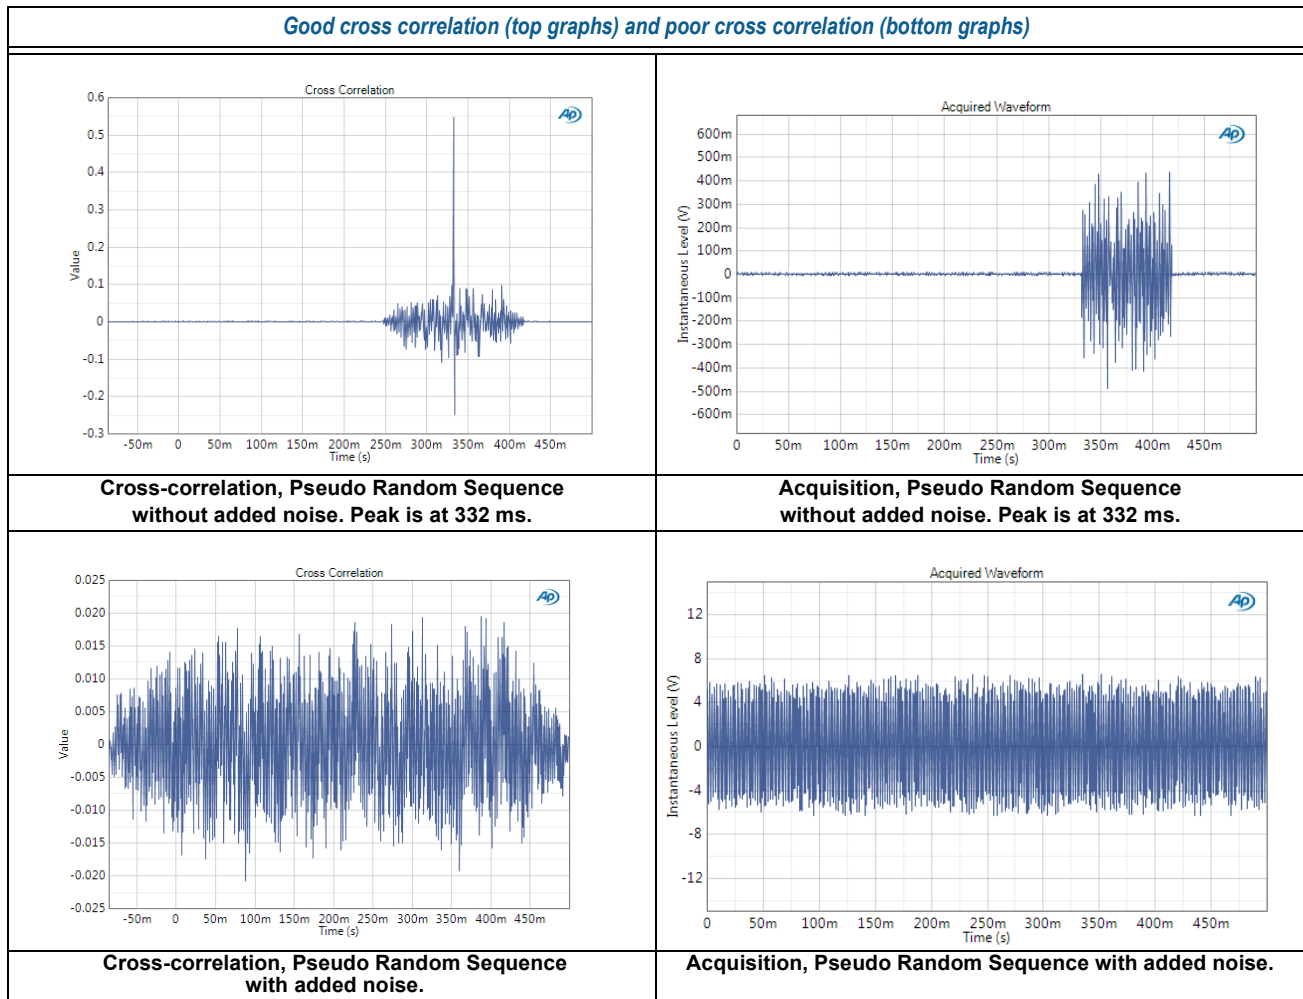 Good cross correlation (top graphs) and poor cross correlation (bottom graphs)
Cross Correlation
AP
0.6
0.5
0.4
0.3
0.2
0.1
0
-0.1
-0.2
-0.3
Value
-50m 0 50m 100m 150m 200m 250m 300m 350m 400m 450m
Time (s)
Acquired Waveform
AP
600m
500m
400m
300m
200m
100m
0
-100m
-200m
-300m
-400m
-500m
-600m
Instantaneous Level (V)
0 50m 100m 150m 200m 250m 300m 350m 400m 450m
Time (s)
Cross-correlation, Pseudo Random Sequence
without added noise. Peak is at 332 ms.
Acquisition, Pseudo Random Sequence
without added noise. Peak is at 332 ms.
Cross Correlation
AP
0.025
0.020
0.015
0.010
0.005
0
-0.005
-0.010
-0.015
-0.020
-0.025
Value
-50m 0 50m 100m 150m 200m 250m 300m 350m 400m 450m
Time (s)
Acquired Waveform
AP
12
8
4
0
-4
-8
-12
Instantaneous Level (V)
0 50m 100m 150m 200m 250m 300m 350m 400m 450m
Time (s)
Cross-correlation, Pseudo Random Sequence
with added noise.
Acquisition, Pseudo Random Sequence with added noise.